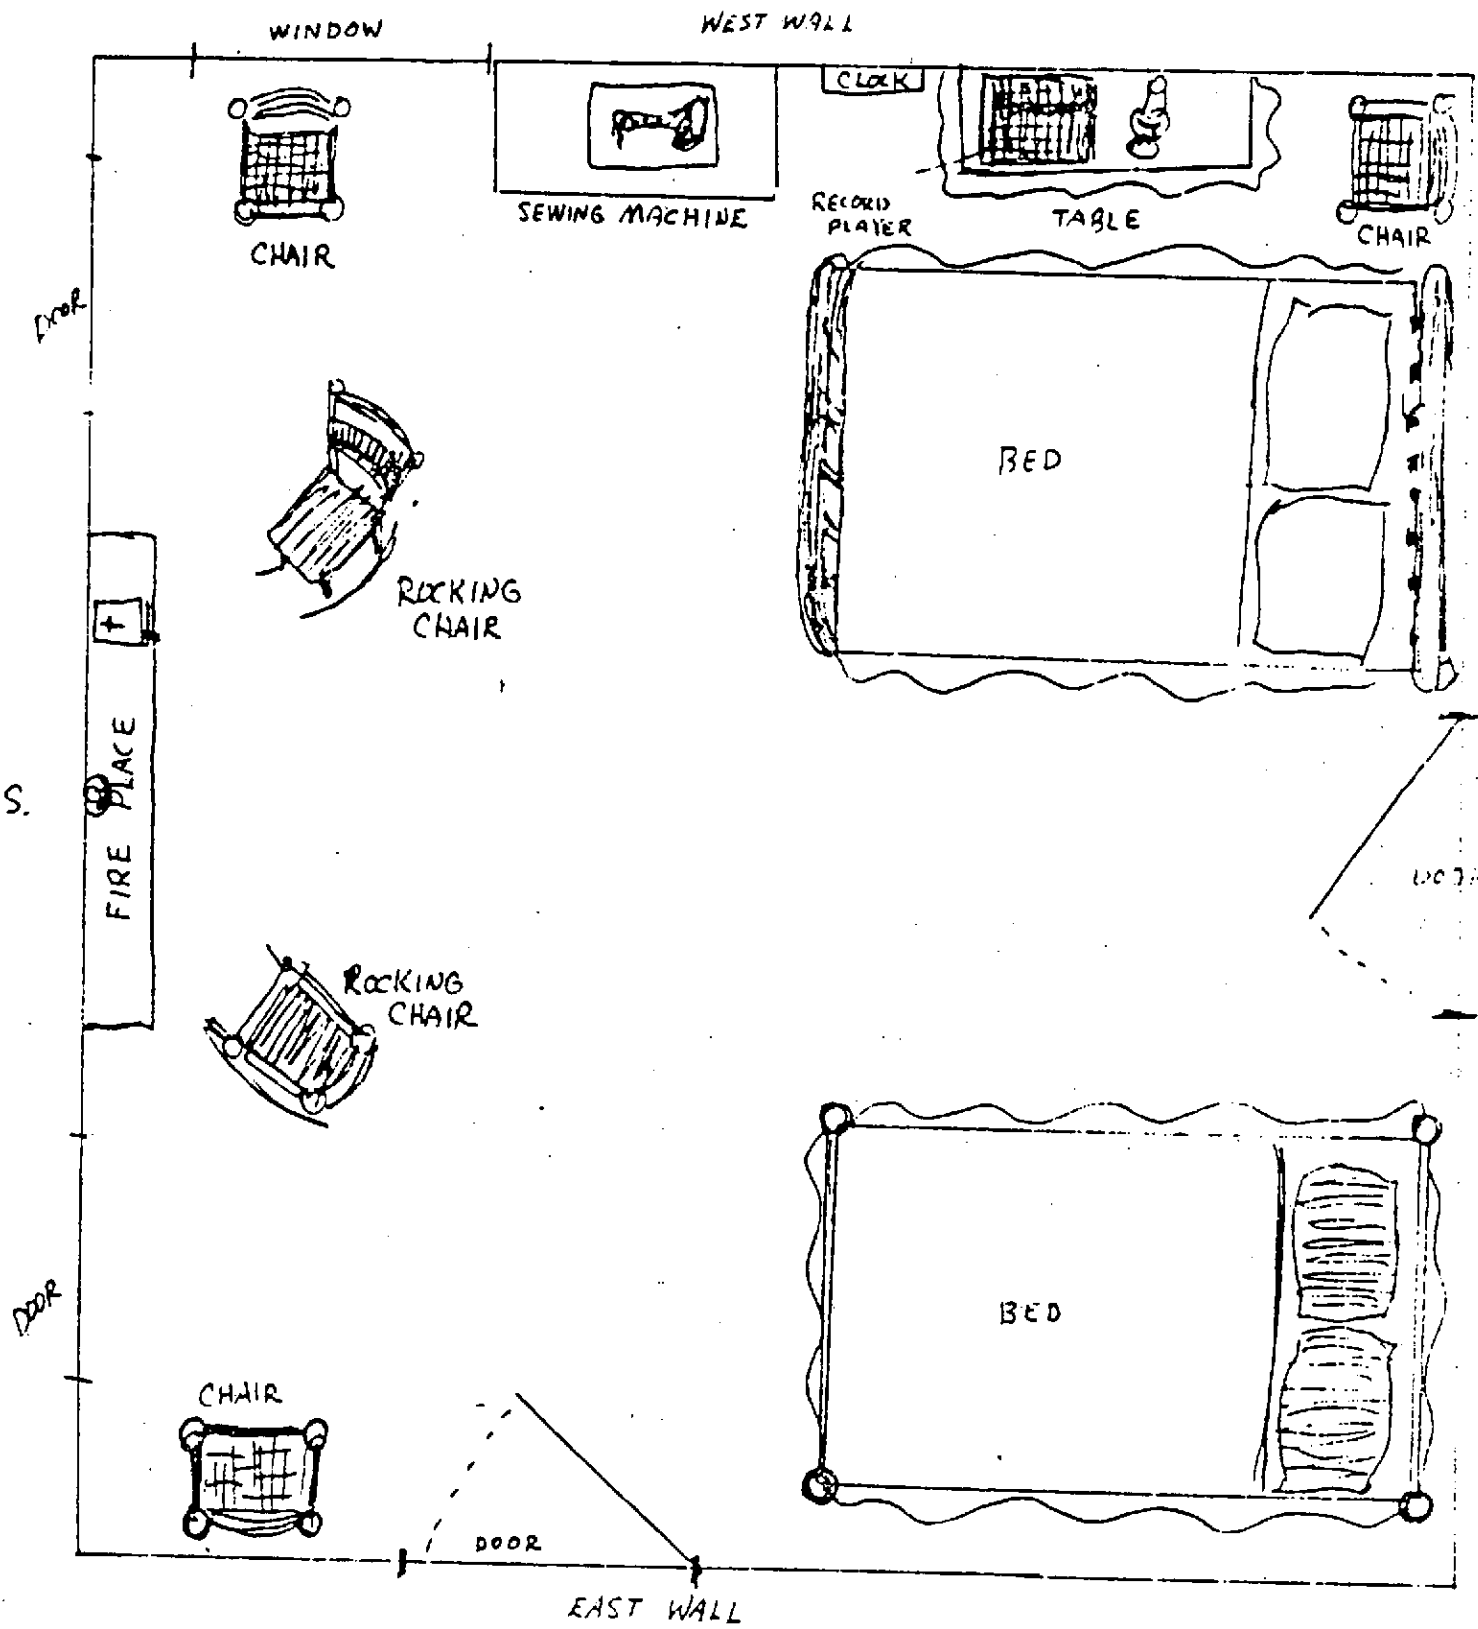 WINDOW
WEST WALL
CLOCK
SEWING MACHINE
RECORD
PLAYER
TABLE
CHAIR
CHAIR
DOOR
BED
ROCKING
CHAIR
FIRE PLACE
S.
ROCKING
CHAIR
BED
DOOR
CHAIR
DOOR
EAST WALL